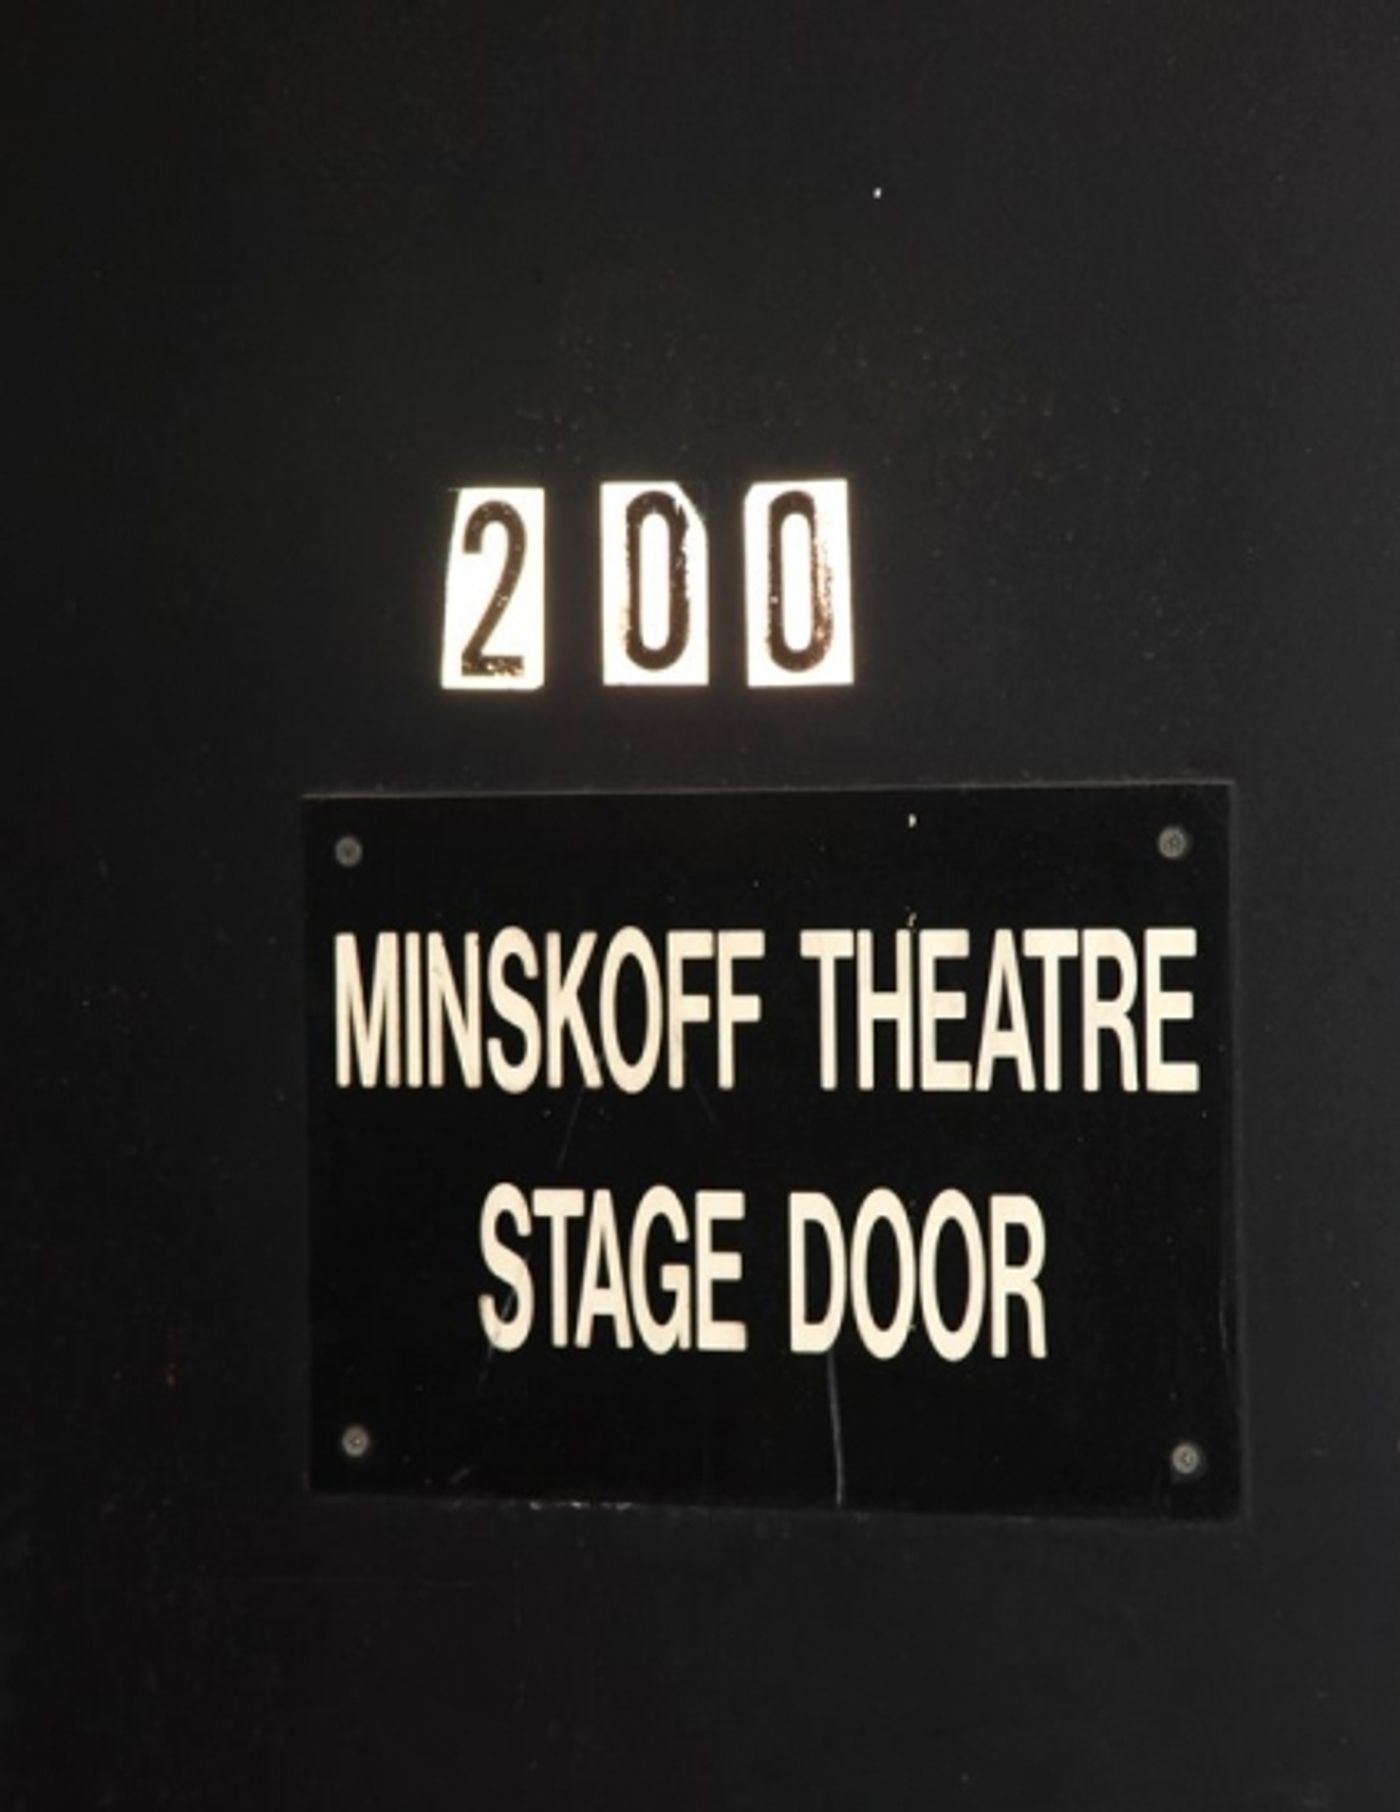 200
MINSKOFF THEATRE
STAGE DOOR